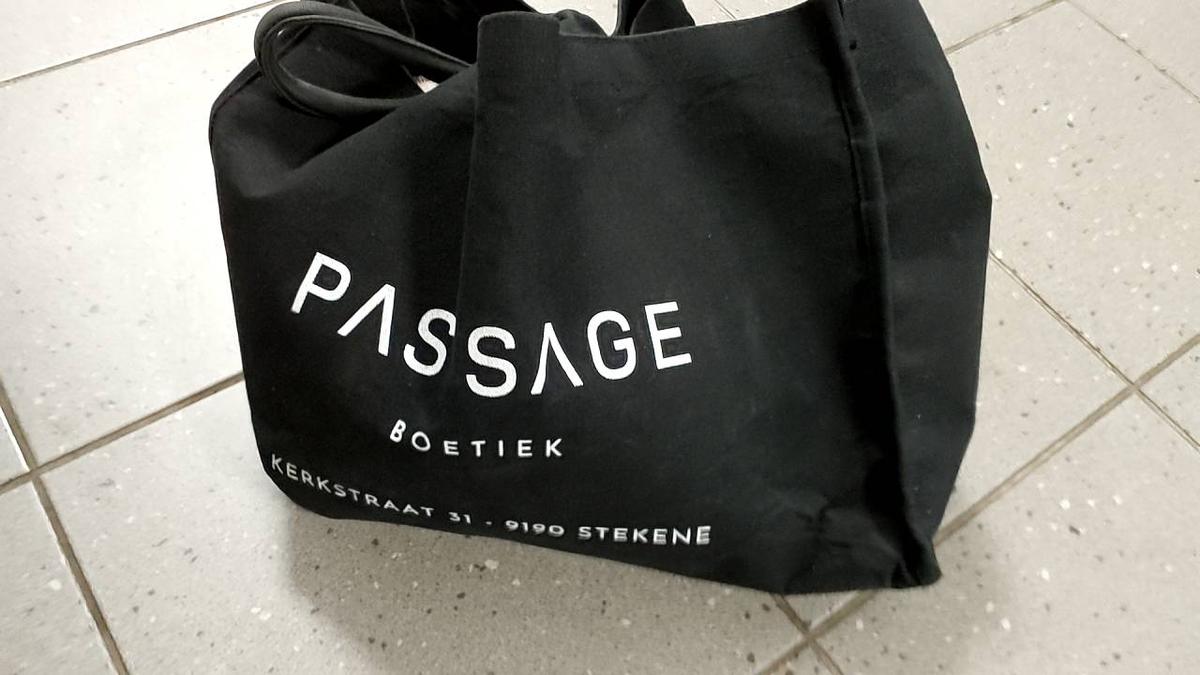 PASSAGE
BOETIEK
KERKSTRAAT 31 - 9190 STEKENE